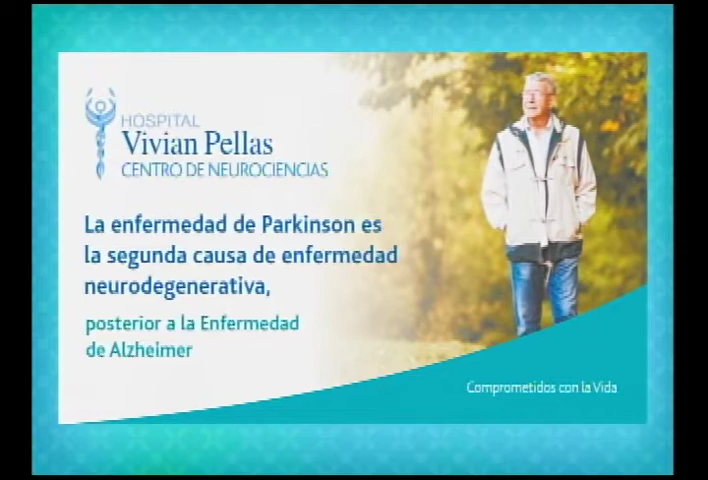 HOSPITAL
Vivian Pellas
CENTRO DE NEUROCIENCIAS
La enfermedad de Parkinson es
la segunda causa de enfermedad
neurodegenerativa,
posterior a la Enfermedad
de Alzheimer
Comprometidos con la Vida